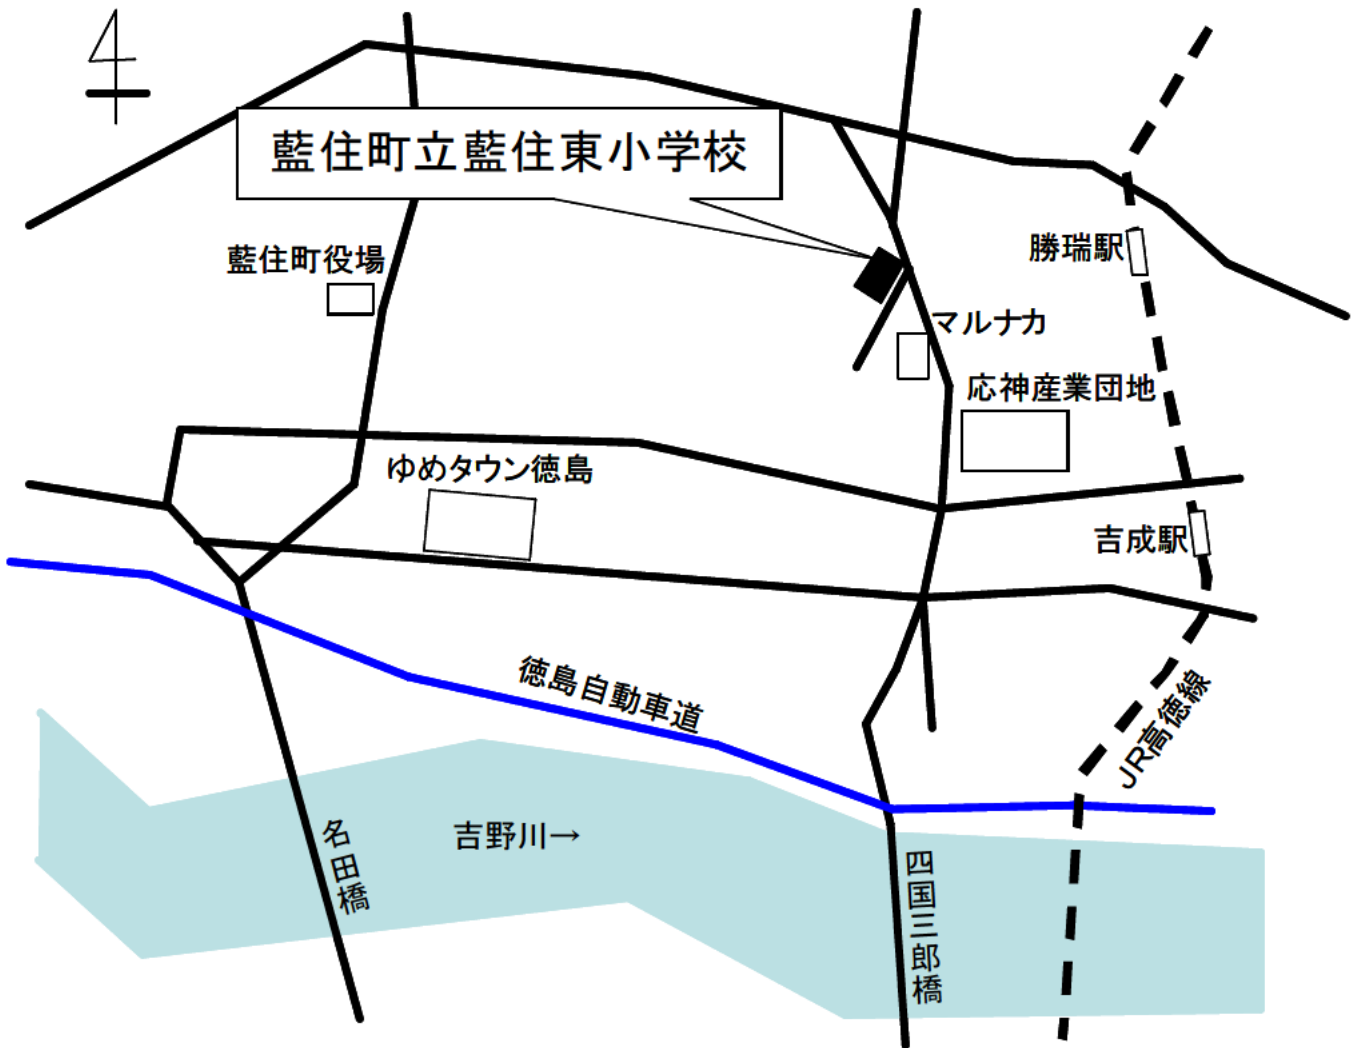 藍住町立藍住東小学校
勝瑞駅
藍住町役場
マルナカ
応神産業団地
ゆめタウン徳島
吉成駅
徳島自動車道
JR高徳線
吉野川→
名田橋
四国三郎橋